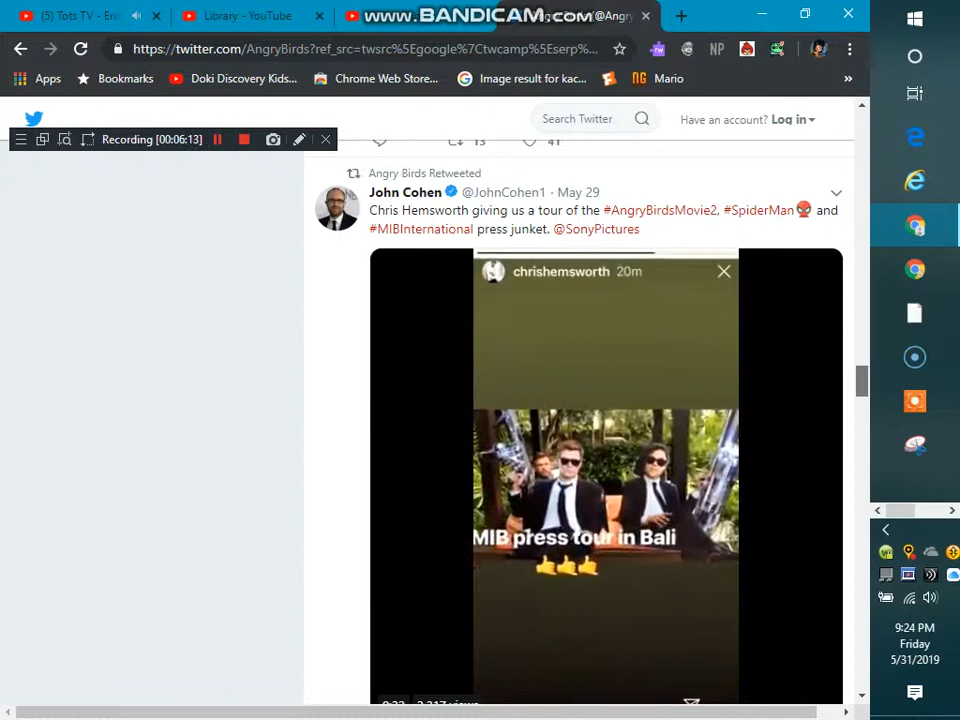 (5) Tots TV - En
Library - YouTube
www.BANDICAM.com
(@Angry
https://twitter.com/AngryBirds?ref_src=twsrc%5Egoogle%7Ctwcamp%5Eserp%...
Apps
Bookmarks
Doki Discovery Kids...
Chrome Web Store...
Image result for kac...
NG Mario
»
Search Twitter
Have an account? Log in
Recording [00:06:13]
13
41
Angry Birds Retweeted
John Cohen @JohnCohen1 · May 29
Chris Hemsworth giving us a tour of the #AngryBirdsMovie2, #SpiderMan and
#MIBInternational press junket. @SonyPictures
chrishemsworth 20m
MIB press tour in Bali
9:24 PM
Friday
5/31/2019